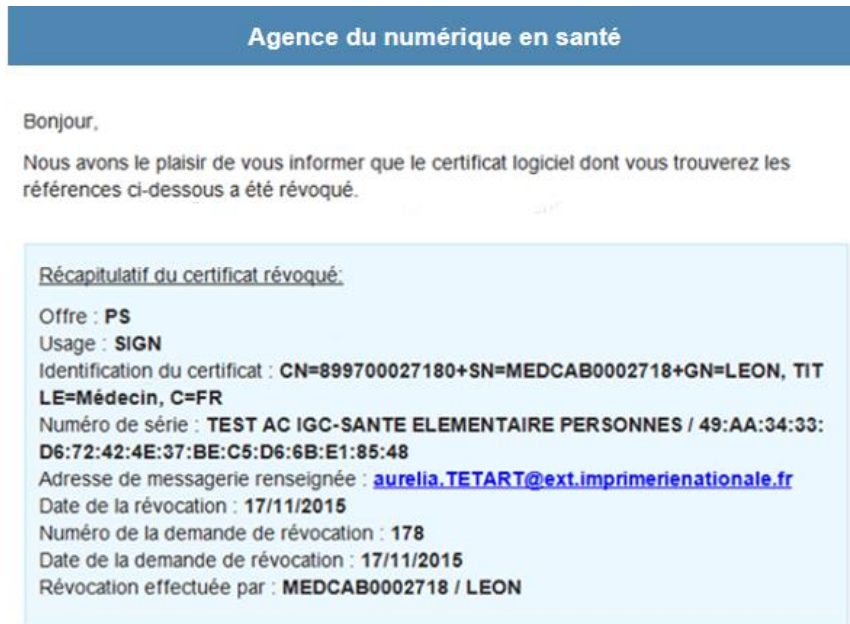 Agence du numérique en santé
Bonjour,
Nous avons le plaisir de vous informer que le certificat logiciel dont vous trouverez les
références ci-dessous a été révoqué.
Récapitulatif du certificat révoqué:
Offre : PS
Usage : SIGN
Identification du certificat : CN=899700027180+SN=MEDCAB0002718+GN=LEON, TIT
LE=Médecin, C=FR
Numéro de série : TEST AC IGC-SANTE ELEMENTAIRE PERSONNES / 49:AA:34:33:
D6:72:42:4E:37:BE:C5:D6:6B:E1:85:48
Adresse de messagerie renseignée : aurelia.TETART@ext.imprimerienationale.fr
Date de la révocation : 17/11/2015
Numéro de la demande de révocation : 178
Date de la demande de révocation : 17/11/2015
Révocation effectuée par : MEDCAB0002718 / LEON